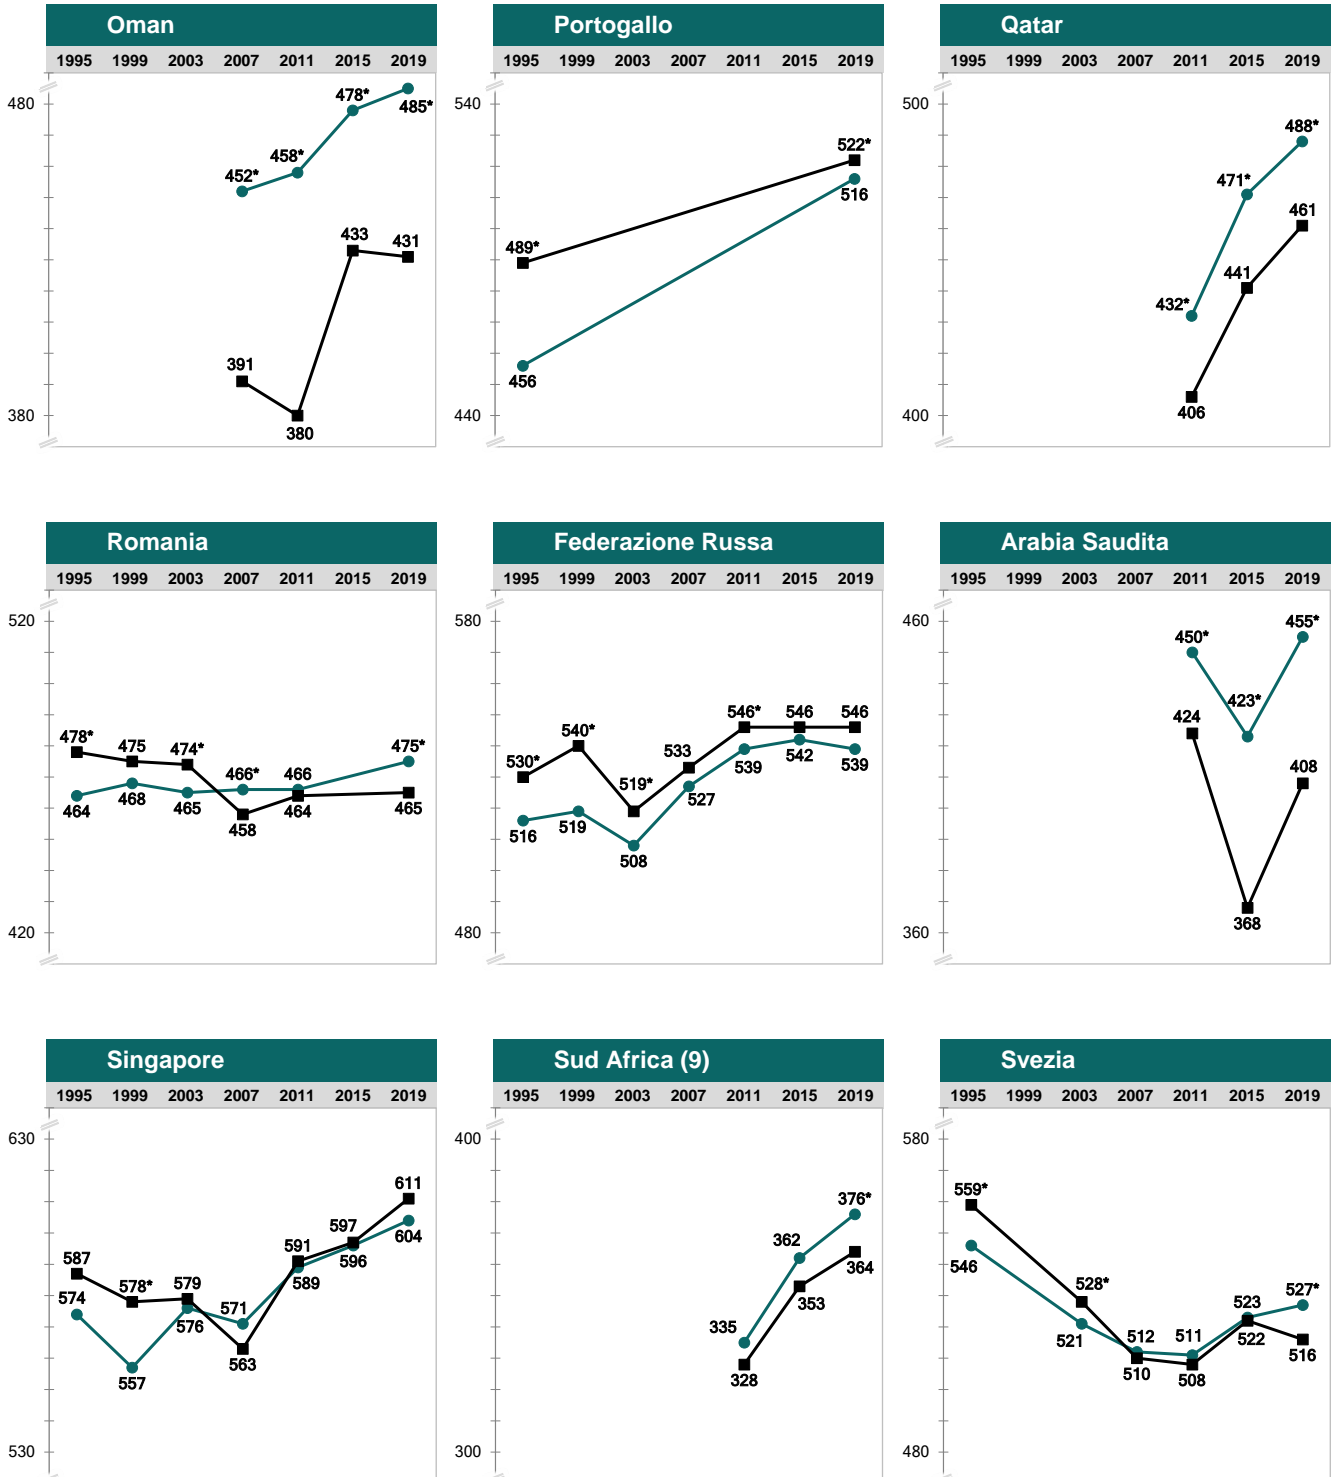 Oman Portogallo Qatar
1995 1999 2003 2007 2011 2015 2019 1995 1999 2003 2007 2011 2015 2019 1995 1999 2003 2007 2011 2015 2019
480 452* 458* 478* 485* 391 380 433 431 380
540 489* 522* 456 516 440
500 432* 471* 488* 406 441 461 400
Romania Federazione Russa Arabia Saudita
1995 1999 2003 2007 2011 2015 2019 1995 1999 2003 2007 2011 2015 2019 1995 1999 2003 2007 2011 2015 2019
520 478* 475 474* 466* 466 475* 464 468 465 458 464 465 420
580 530* 540* 519* 533 546* 546 546 516 519 508 527 539 542 539 480
460 450* 423* 455* 424 368 408 360
Singapore Sud Africa (9) Svezia
1995 1999 2003 2007 2011 2015 2019 1995 1999 2003 2007 2011 2015 2019 1995 1999 2003 2007 2011 2015 2019
630 587 578* 579 571 591 597 611 574 557 576 563 589 596 604 530
400 335 362 376* 328 353 364 300
580 559* 528* 512 511 523 527* 546 521 510 508 522 516 480